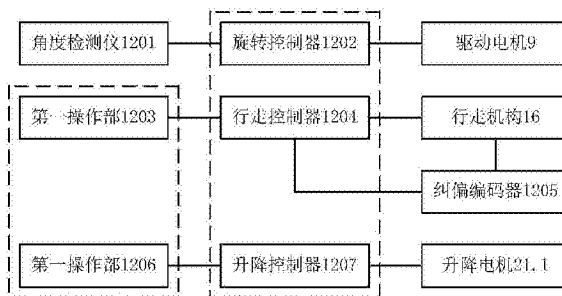 角度检测仪1201
旋转控制器1202
驱动电机9
第一操作部1203
行走控制器1204
行走机构16
纠偏编码器1205
第一操作部1206
升降控制器1207
升降电机21.1